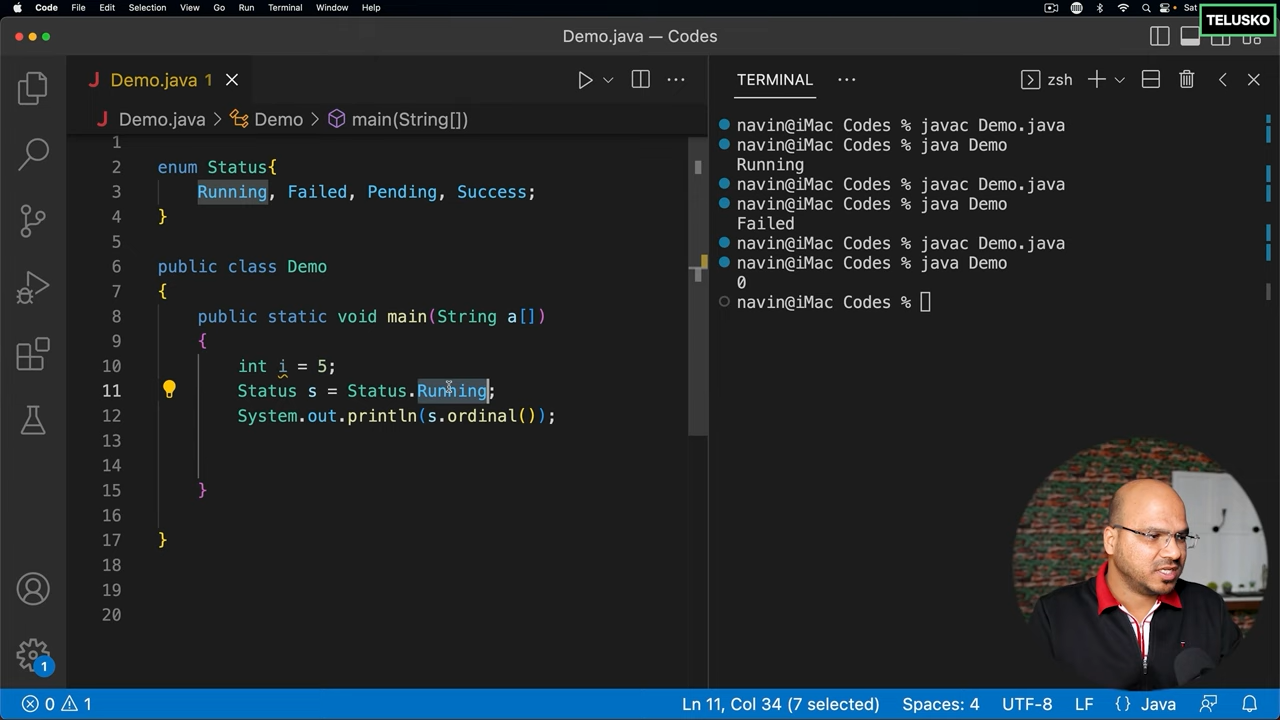 Code File Edit Selection View Go Run Terminal Window Help Sat
TELUSKO
Demo.java — Codes
Demo.java 1
TERMINAL
zsh
Demo.java > Demo > main(String[])
1
2 enum Status{
3 Running, Failed, Pending, Success;
4 }
5
6 public class Demo
7 {
8 public static void main(String a[])
9 {
10 int i = 5;
11 Status s = Status.Running;
12 System.out.println(s.ordinal());
13
14
15 }
16
17 }
18
19
20
navin@iMac Codes % javac Demo.java
navin@iMac Codes % java Demo
Running
navin@iMac Codes % javac Demo.java
navin@iMac Codes % java Demo
Failed
navin@iMac Codes % javac Demo.java
navin@iMac Codes % java Demo
0
navin@iMac Codes %
1
0 1 Ln 11, Col 34 (7 selected) Spaces: 4 UTF-8 LF {} Java